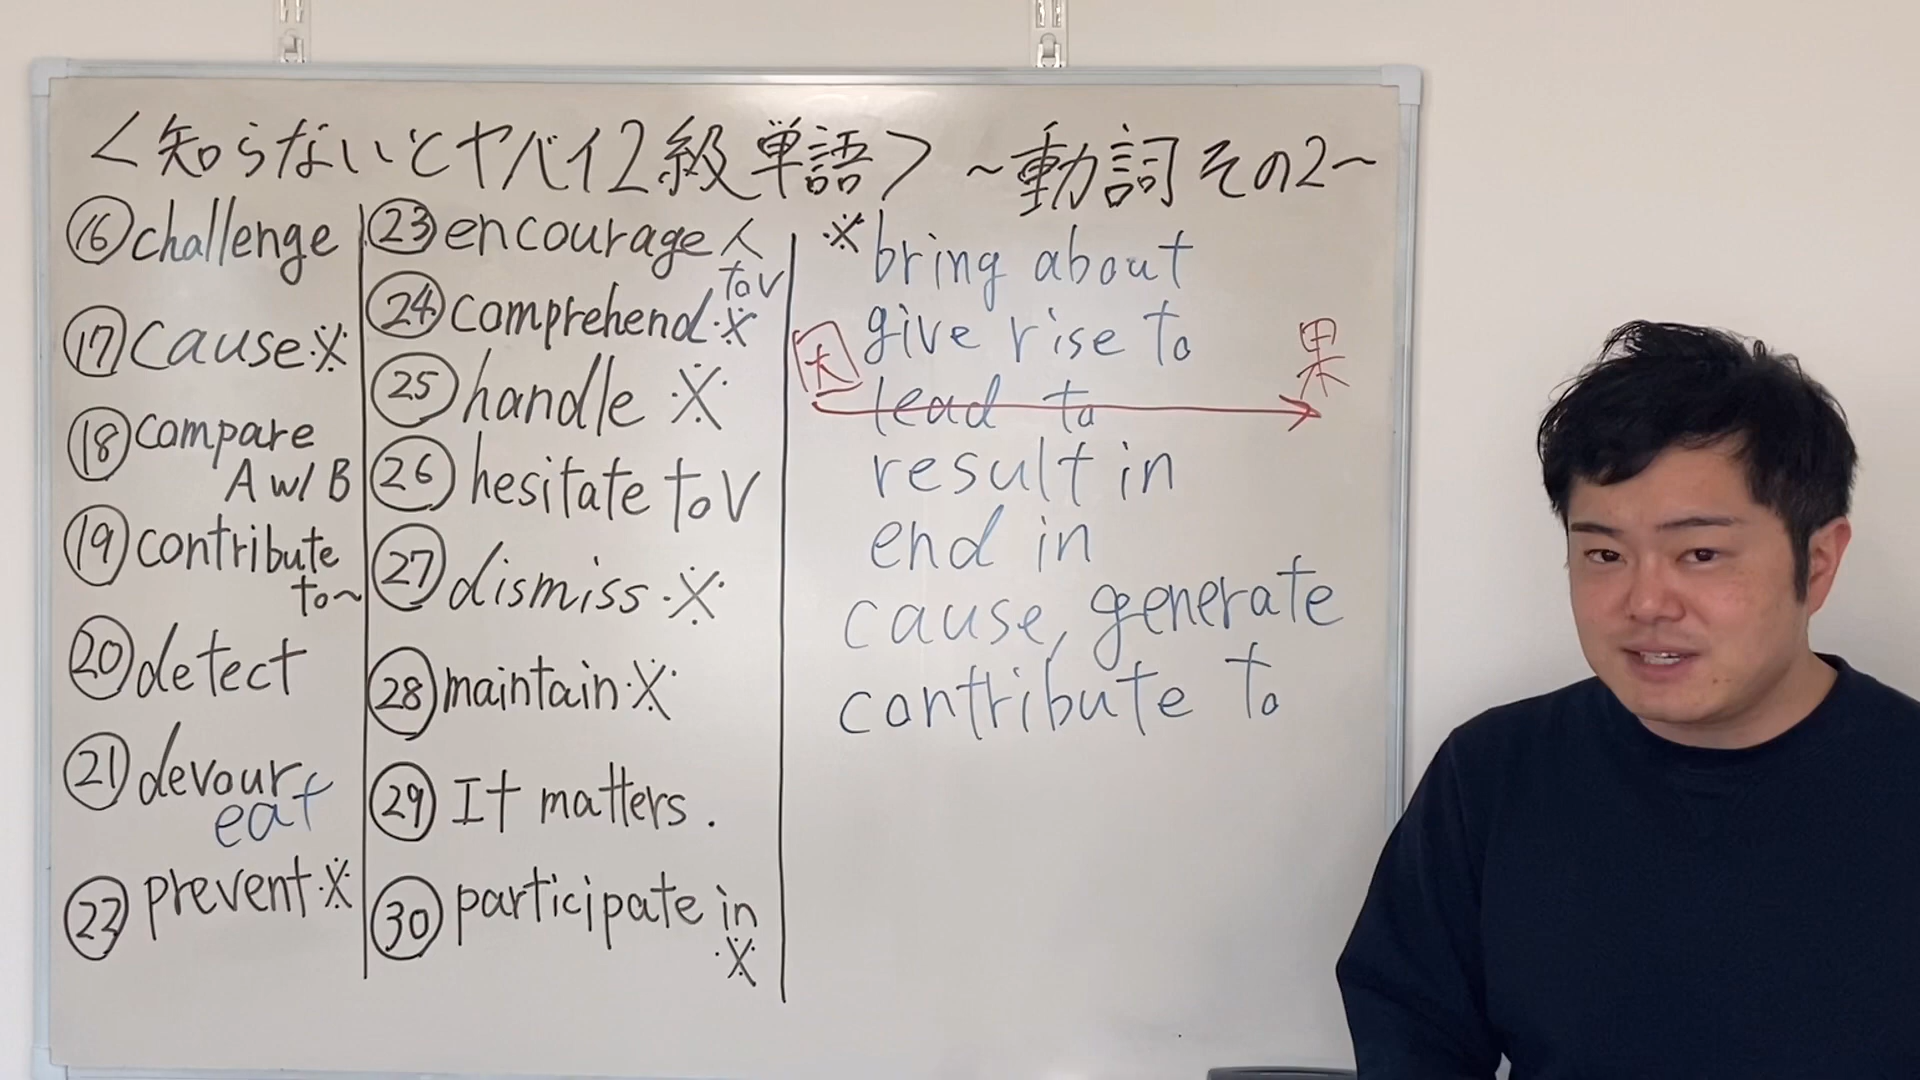 <知らないとヤバイ2級単語> ~動詞その2~
⑯challenge
⑰cause※
⑱compare
A w/ B
⑲contribute
to~
⑳detect
㉑devour
eat
㉒prevent※
㉓encourage 人
to V
㉔comprehend※
㉕handle ※
㉖hesitate to V
㉗dismiss※
㉘maintain※
㉙It matters.
㉚participate in
※
※bring about
give rise to
因 → 果
lead to
result in
end in
cause, generate
contribute to